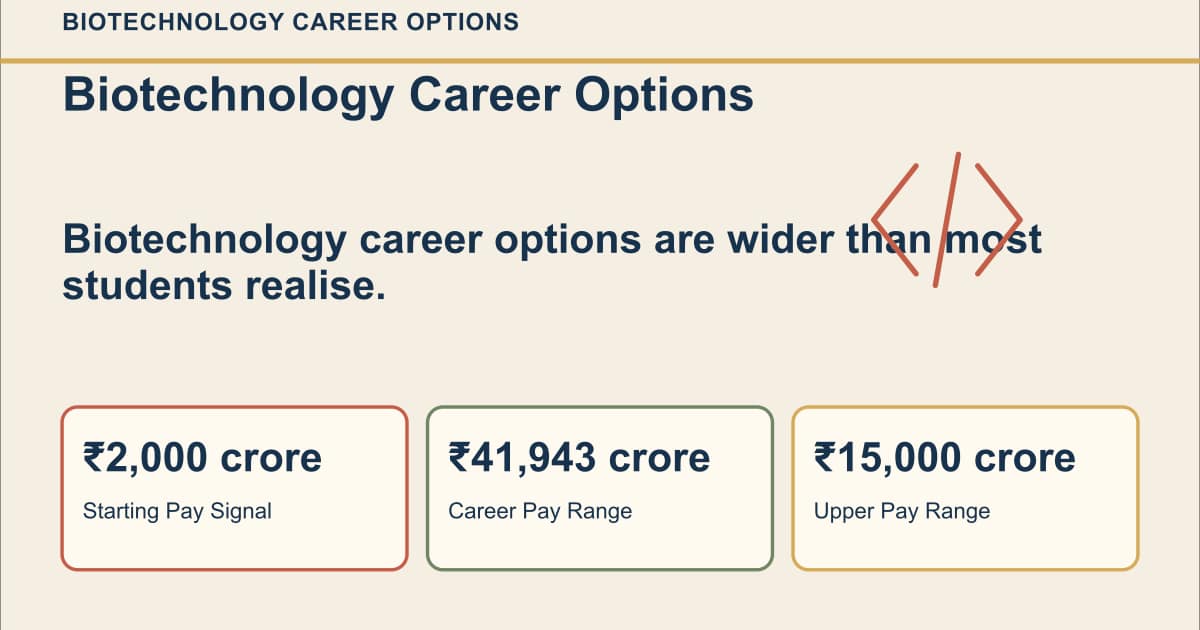 BIOTECHNOLOGY CAREER OPTIONS
Biotechnology Career Options
Biotechnology career options are wider than most
students realise.
₹2,000 crore
Starting Pay Signal
₹41,943 crore
Career Pay Range
₹15,000 crore
Upper Pay Range